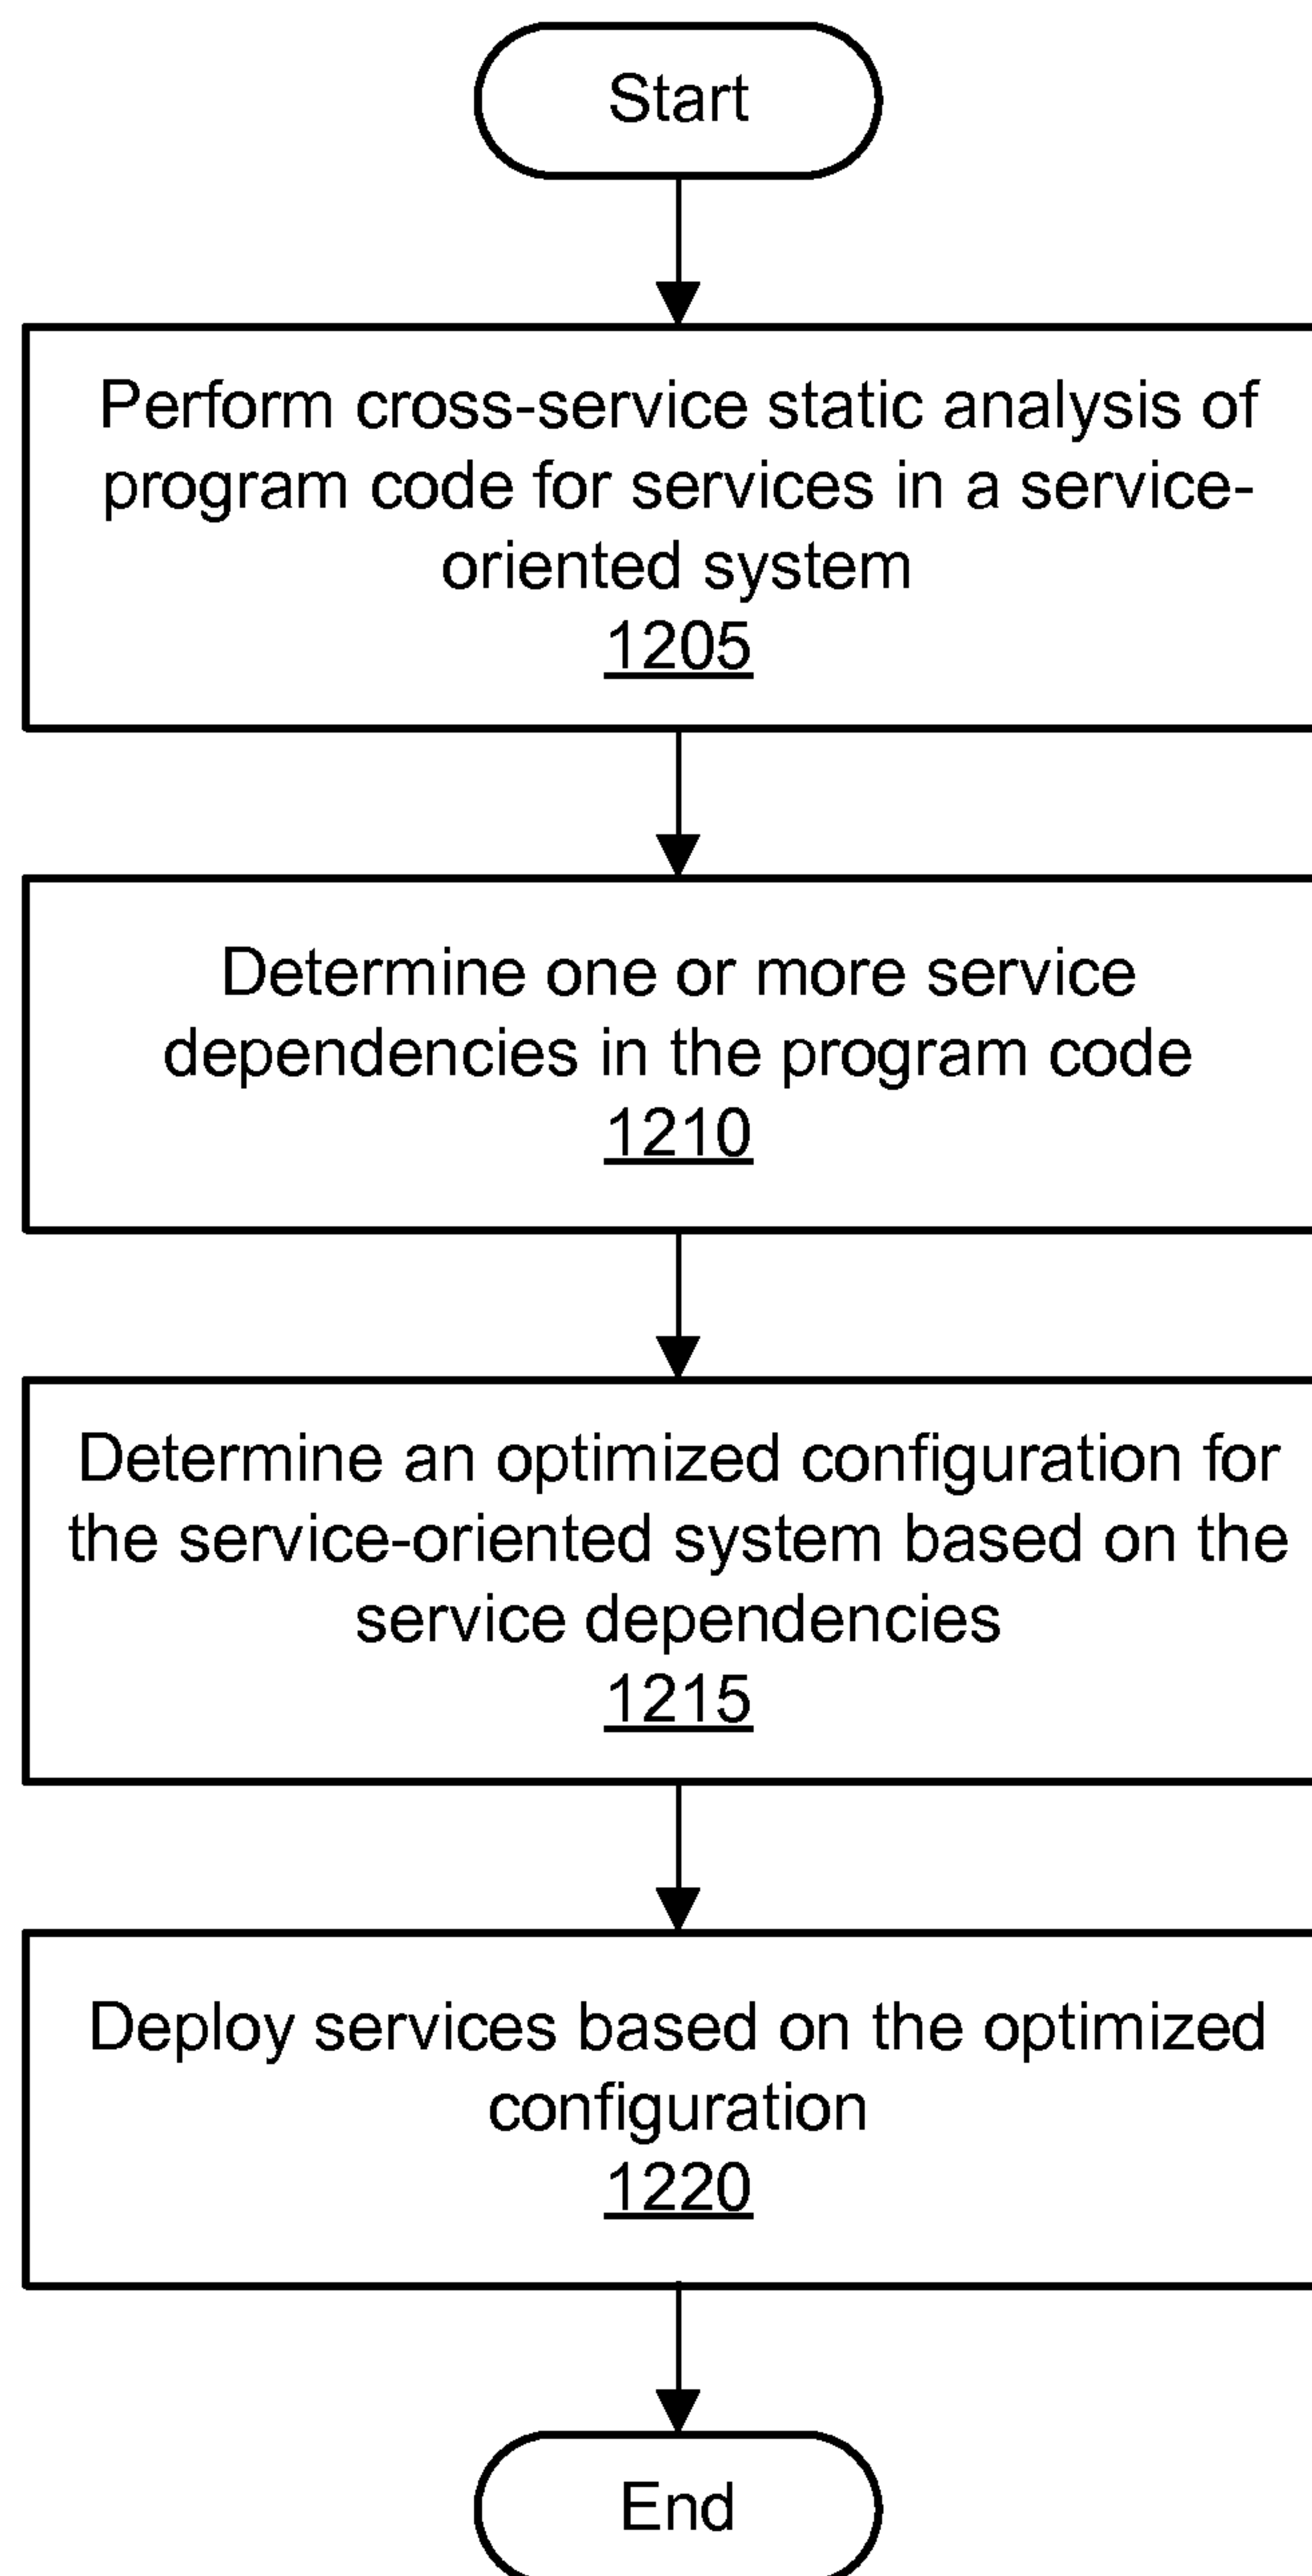 Start
Perform cross-service static analysis of
program code for services in a service-
oriented system
1205
Determine one or more service
dependencies in the program code
1210
Determine an optimized configuration for
the service-oriented system based on the
service dependencies
1215
Deploy services based on the optimized
configuration
1220
End